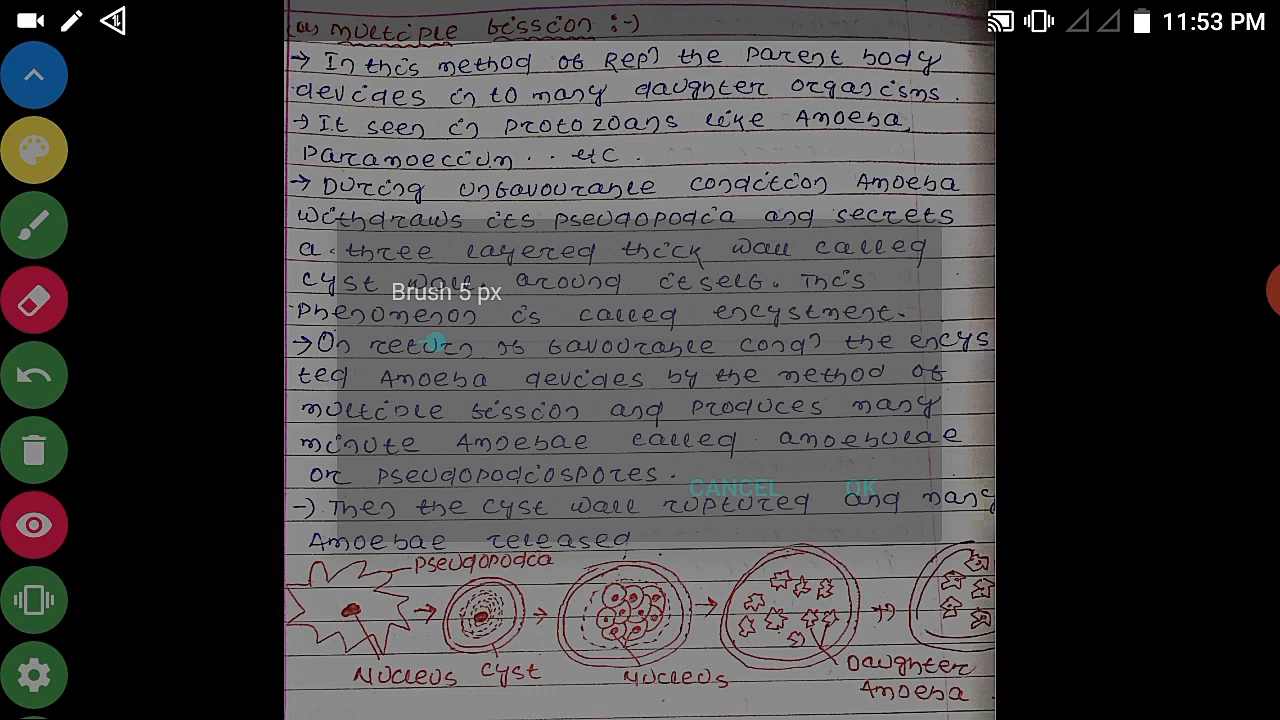 11:53 PM
(a) multiple fission :-)
→ In this method of Repn the Parent body
devides in to many daughter organisms.
→ It seen in Protozoans like Amoeba,
Paramoecium . . etc .
→ During unfavourable condition Amoeba
withdraws its pseudopodia and secrets
a three layered thick wall called
cyst wall. around itself. This
Phenomenon is called encystment.
Brush 5 px
→ On return of favourable condn the encys
ted Amoeba devides by the method of
multiple fission and produces many
minute Amoebae called amoebulae
or pseudopodiospores.
CANCEL OK
→ Then the cyst wall ruptured and many
Amoebae released
pseudopodia
Nucleus cyst Nucleus Daughter
Amoeba